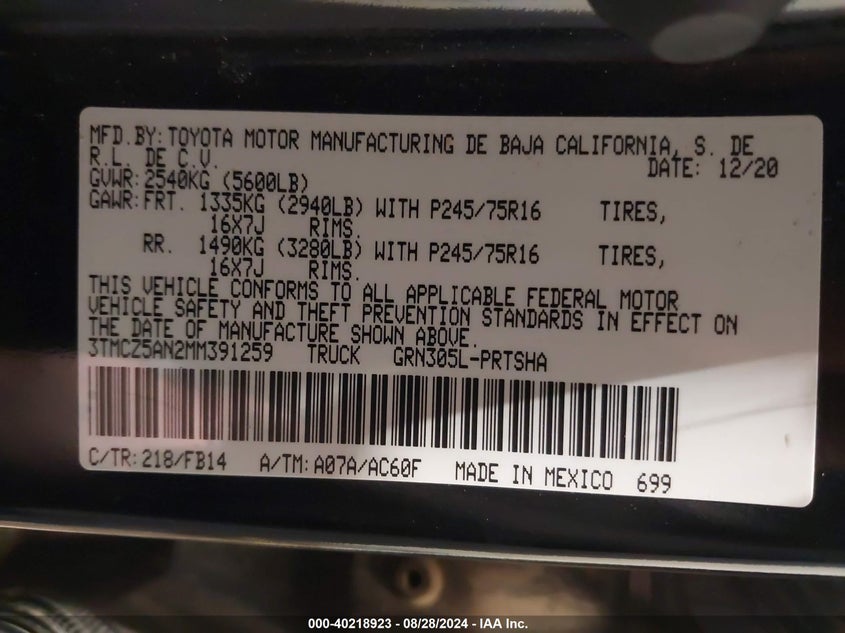 MFD.BY: TOYOTA MOTOR MANUFACTURING DE BAJA CALIFORNIA, S. DE
R.L. DE C.V. DATE: 12/20
GVWR: 2540KG (5600LB)
GAWR: FRT. 1335KG (2940LB) WITH P245/75R16 TIRES,
16X7J RIMS.
RR. 1490KG (3280LB) WITH P245/75R16 TIRES,
16X7J RIMS.
THIS VEHICLE CONFORMS TO ALL APPLICABLE FEDERAL MOTOR
VEHICLE SAFETY AND THEFT PREVENTION STANDARDS IN EFFECT ON
THE DATE OF MANUFACTURE SHOWN ABOVE.
3TMCZ5AN2MM391259 TRUCK GRN305L-PRTSHA
C/TR: 218/FB14 A/TM: A07A/AC60F MADE IN MEXICO 699
000-40218923 - 08/28/2024 - IAA Inc.